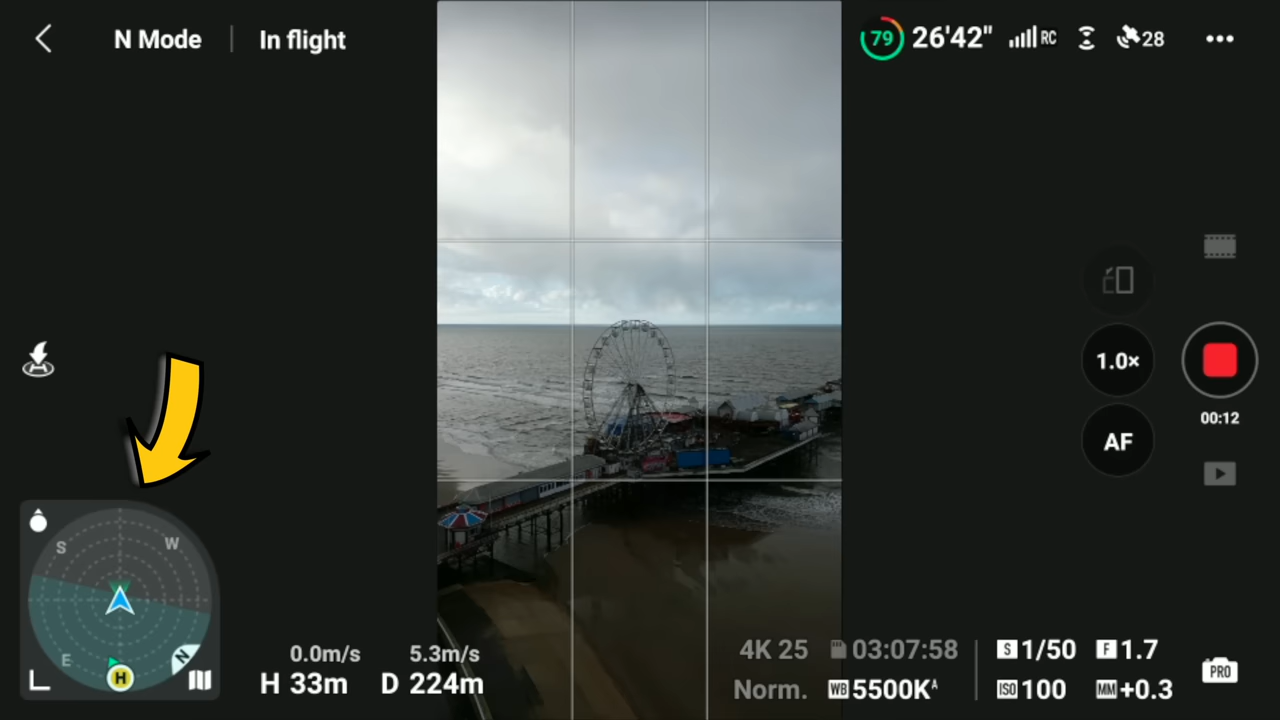 N Mode | In flight
79 26'42" RC 28
1.0×
00:12
AF
S W
E N
H
0.0m/s 5.3m/s
H 33m D 224m
4K 25 03:07:58
Norm. WB 5500K A
S 1/50 F 1.7
ISO 100 MM +0.3
PRO